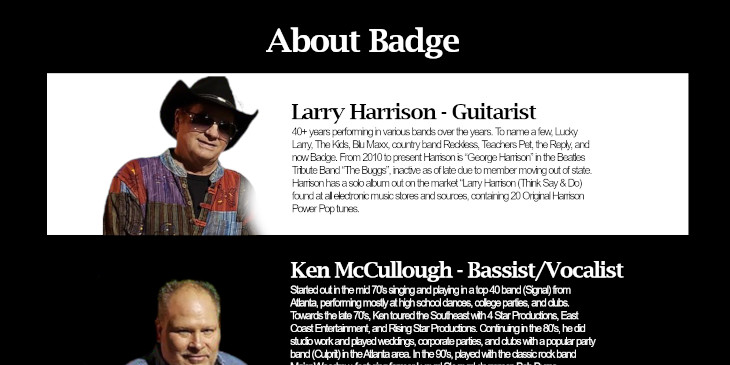 About Badge
Larry Harrison - Guitarist
40+ years performing in various bands over the years. To name a few, Lucky
Larry, The Kids, Blu Maxx, country band Reckless, Teachers Pet, the Reply, and
now Badge. From 2010 to present Harrison is "George Harrison" in the Beatles
Tribute Band "The Buggs", inactive as of late due to member moving out of state.
Harrison has a solo album out on the market "Larry Harrison (Think Say & Do)
found at all electronic music stores and sources, containing 20 Original Harrison
Power Pop tunes.
Ken McCullough - Bassist/Vocalist
Started out in the mid 70's singing and playing in a top 40 band (Signal) from
Atlanta, performing mostly at high school dances, college parties, and clubs.
Towards the late 70's, Ken toured the Southeast with 4 Star Productions, East
Coast Entertainment, and Rising Star Productions. Continuing in the 80's, he did
studio work and played weddings, corporate parties, and clubs with a popular party
band (Culprit) in the Atlanta area. In the 90's, played with the classic rock band